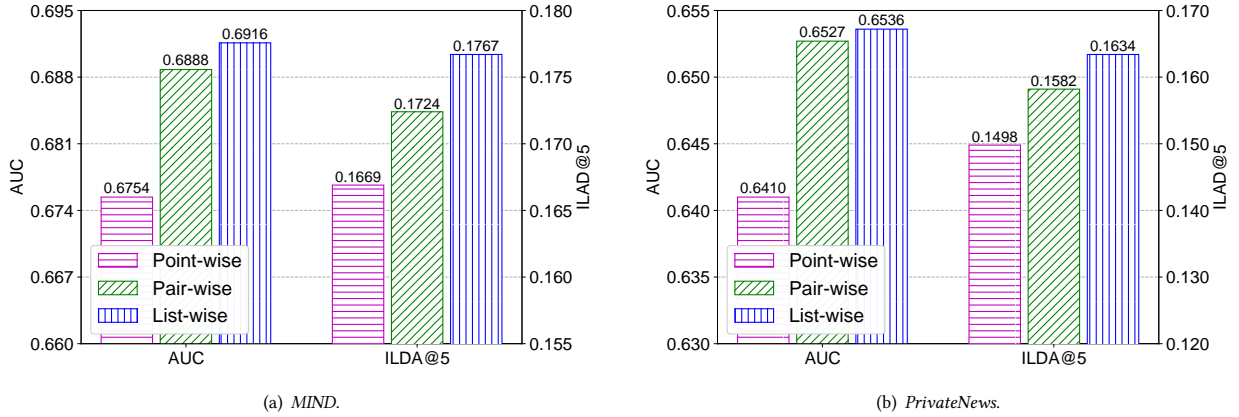 0.695
0.688
0.681
0.674
0.667
0.660
AUC
0.6754
0.6888
0.6916
0.1669
0.1724
0.1767
Point-wise
Pair-wise
List-wise
AUC
ILDA@5
0.180
0.175
0.170
0.165
0.160
0.155
ILAD@5
(a) MIND.
0.655
0.650
0.645
0.640
0.635
0.630
AUC
0.6410
0.6527
0.6536
0.1498
0.1582
0.1634
Point-wise
Pair-wise
List-wise
AUC
ILDA@5
0.170
0.160
0.150
0.140
0.130
0.120
ILAD@5
(b) PrivateNews.